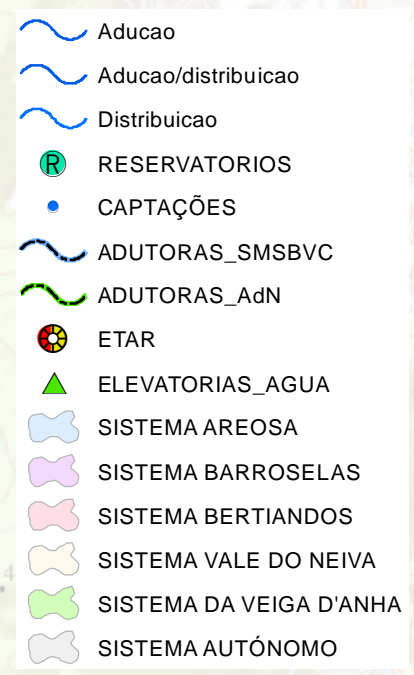 Aducao
Aducao/distribuicao
Distribuicao
R RESERVATORIOS
CAPTAÇÕES
ADUTORAS_SMSBVC
ADUTORAS_AdN
ETAR
ELEVATORIAS_AGUA
SISTEMA AREOSA
SISTEMA BARROSELAS
SISTEMA BERTIANDOS
SISTEMA VALE DO NEIVA
4
SISTEMA DA VEIGA D'ANHA
SISTEMA AUTÓNOMO